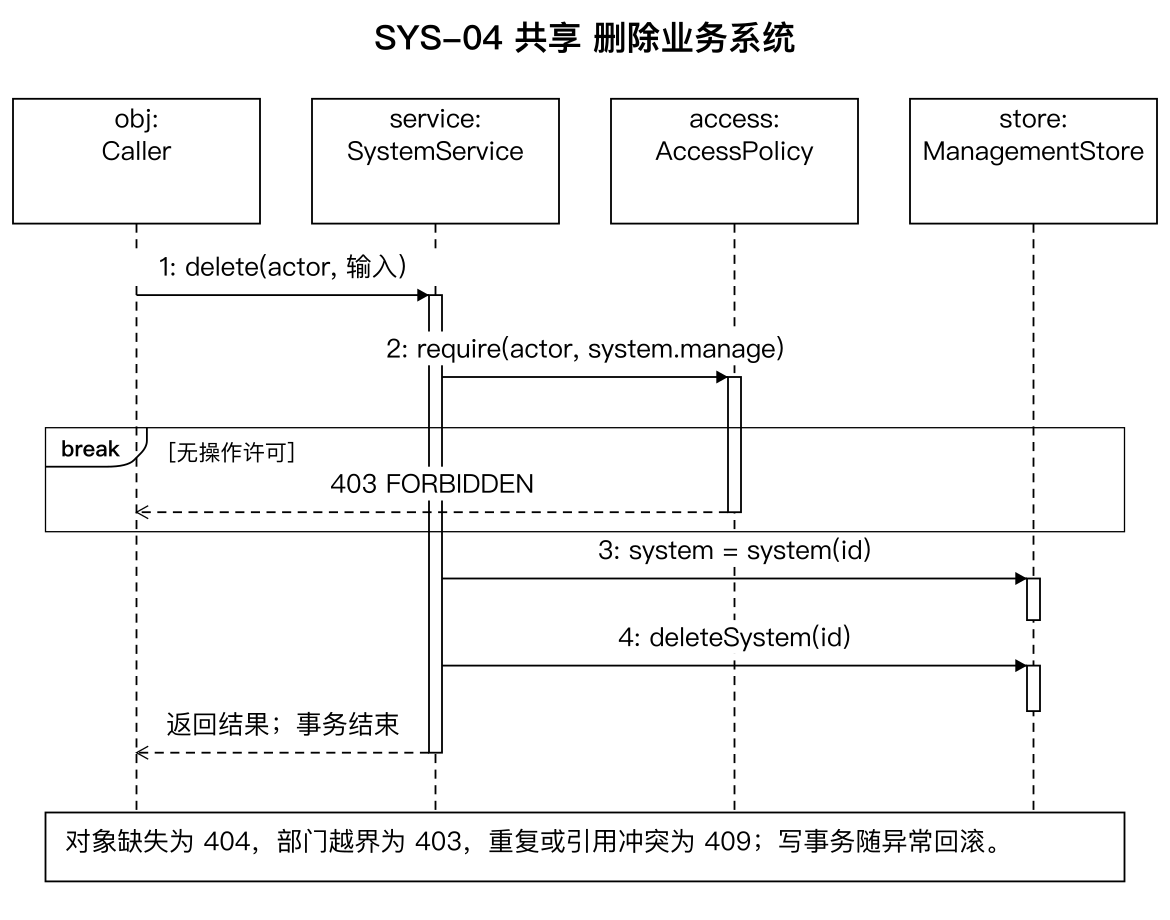 SYS–04 共享 删除业务系统
obj:
Caller
service:
SystemService
access:
AccessPolicy
store:
ManagementStore
1: delete(actor, 输入)
2: require(actor, system.manage)
break
[无操作许可]
403 FORBIDDEN
3: system = system(id)
4: deleteSystem(id)
返回结果；事务结束
对象缺失为 404，部门越界为 403，重复或引用冲突为 409；写事务随异常回滚。